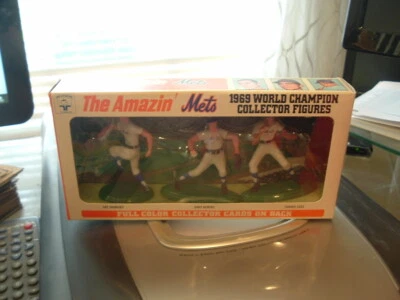 The Amazin' Mets
1969 WORLD CHAMPION
COLLECTOR FIGURES
FULL COLOR COLLECTOR CARDS ON BACK